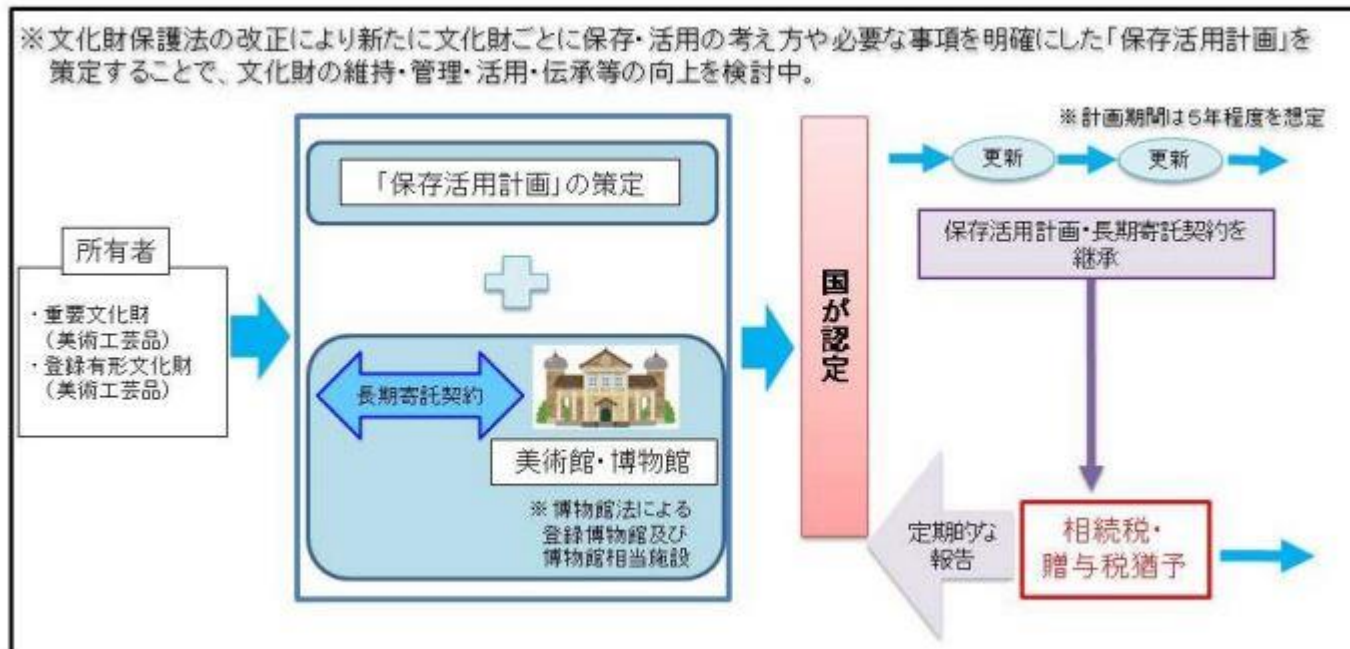 ※文化財保護法の改正により新たに文化財ごとに保存・活用の考え方や必要な事項を明確にした「保存活用計画」を
策定することで、文化財の維持・管理・活用・伝承等の向上を検討中。
※計画期間は5年程度を想定
更新
更新
「保存活用計画」の策定
保存活用計画・長期寄託契約を
継承
所有者
・重要文化財
（美術工芸品）
・登録有形文化財
（美術工芸品）
国が認定
長期寄託契約
美術館・博物館
※博物館法による
登録博物館及び
博物館相当施設
定期的な
報告
相続税・
贈与税猶予